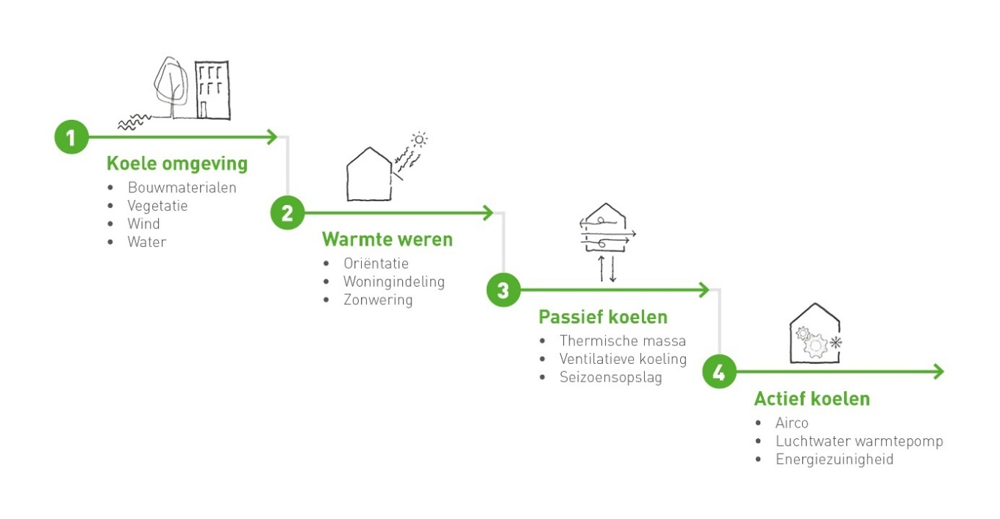 1
Koele omgeving
• Bouwmaterialen
• Vegetatie
• Wind
• Water
2
Warmte weren
• Oriëntatie
• Woningindeling
• Zonwering
3
Passief koelen
• Thermische massa
• Ventilatieve koeling
• Seizoensopslag
4
Actief koelen
• Airco
• Luchtwater warmtepomp
• Energiezuinigheid